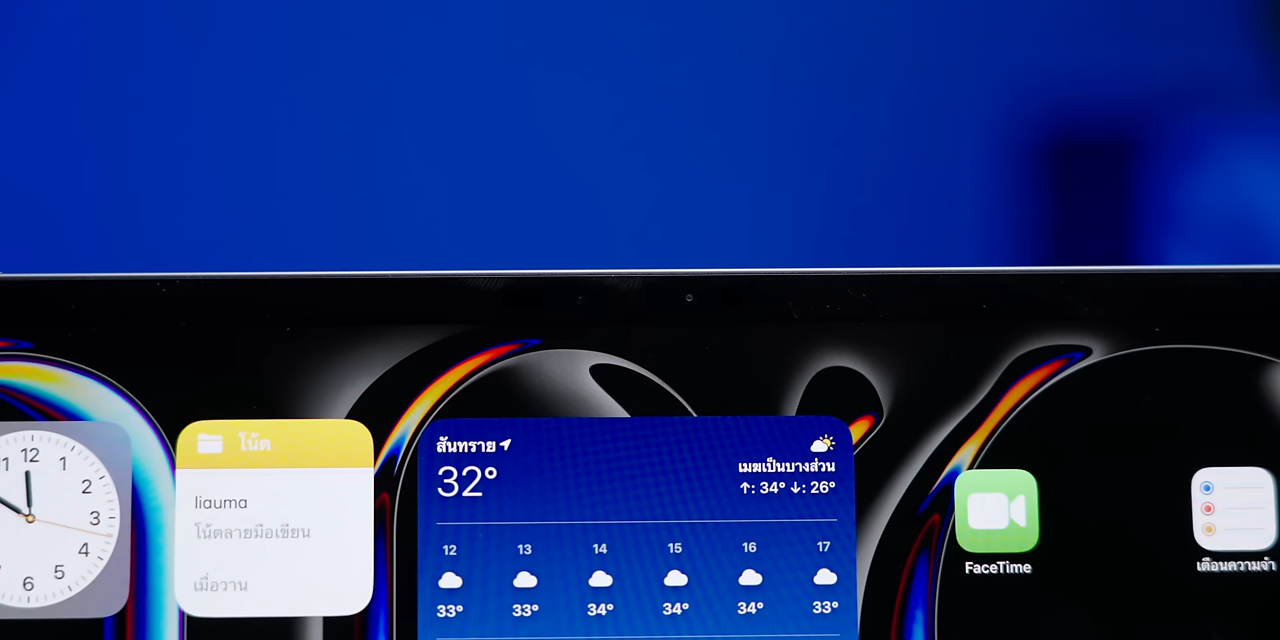 11 12 1
2
3
4
5
6
7
โน้ต
liauma
โน้ตลายมือเขียน
เมื่อวาน
สันทราย
32°
เมฆเป็นบางส่วน
↑: 34° ↓: 26°
12 13 14 15 16 17
33° 33° 34° 34° 34° 33°
FaceTime
เตือนความจำ